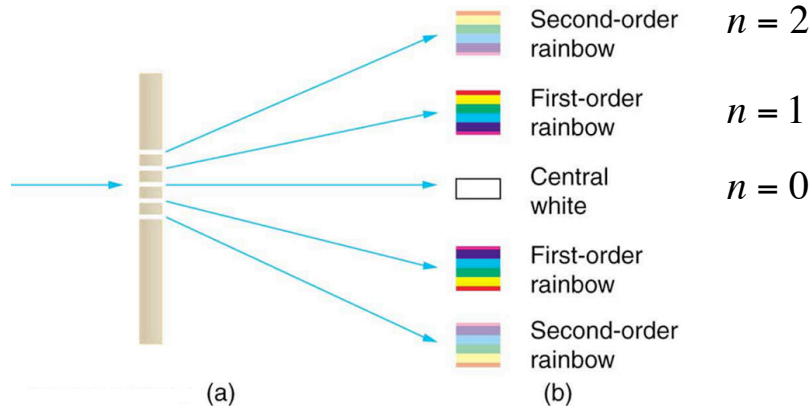 Second-order
rainbow
n = 2
First-order
rainbow
n = 1
Central
white
n = 0
First-order
rainbow
Second-order
rainbow
(a)
(b)